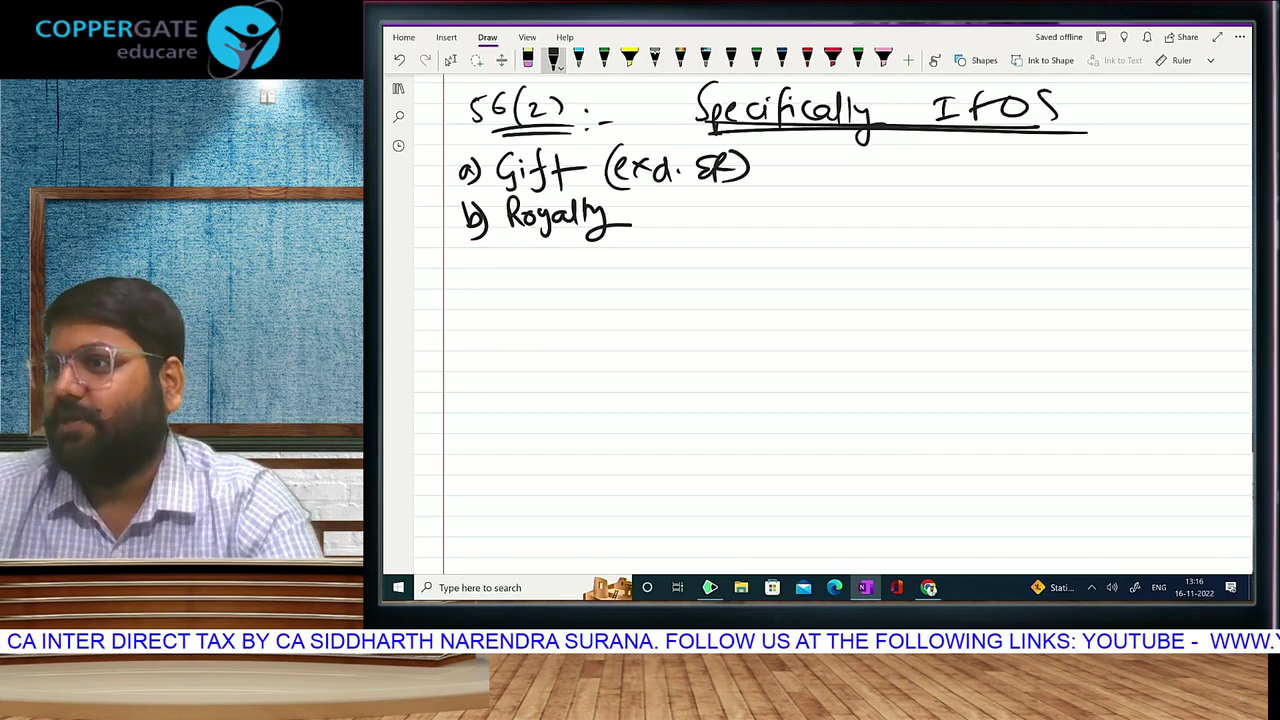 COPPERGATE
educare
Home Insert Draw View Help
Saved offline
Share
Shapes
Ink to Shape
Ink to Text
Ruler
56(2) :- Specifically IfOS
a) Gift (exd. SR)
b) Royalty
Type here to search
Stati...
ENG
13:16
16-11-2022
CA INTER DIRECT TAX BY CA SIDDHARTH NARENDRA SURANA. FOLLOW US AT THE FOLLOWING LINKS: YOUTUBE - WWW.Y